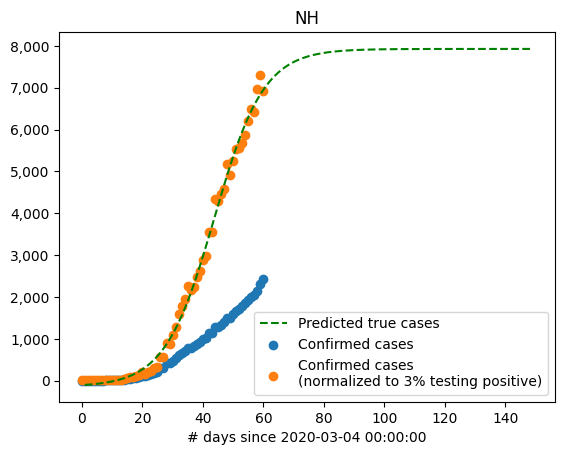 NH
8,000
7,000
6,000
5,000
4,000
3,000
2,000
1,000
0
0 20 40 60 80 100 120 140
# days since 2020-03-04 00:00:00
Predicted true cases
Confirmed cases
Confirmed cases
(normalized to 3% testing positive)